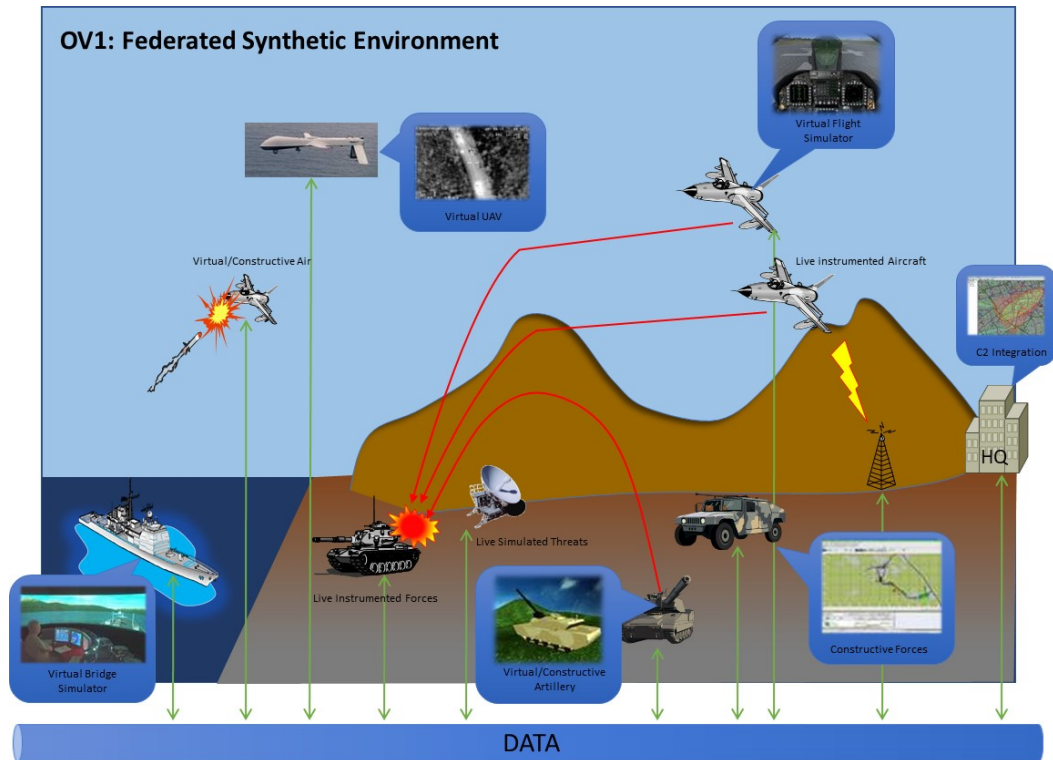 OV1: Federated Synthetic Environment
Virtual Flight
Simulator
Virtual UAV
Virtual/Constructive Air
Live instrumented Aircraft
C2 Integration
HQ
Live Simulated Threats
Live Instrumented Forces
Virtual Bridge
Simulator
Virtual/Constructive
Artillery
Constructive Forces
DATA